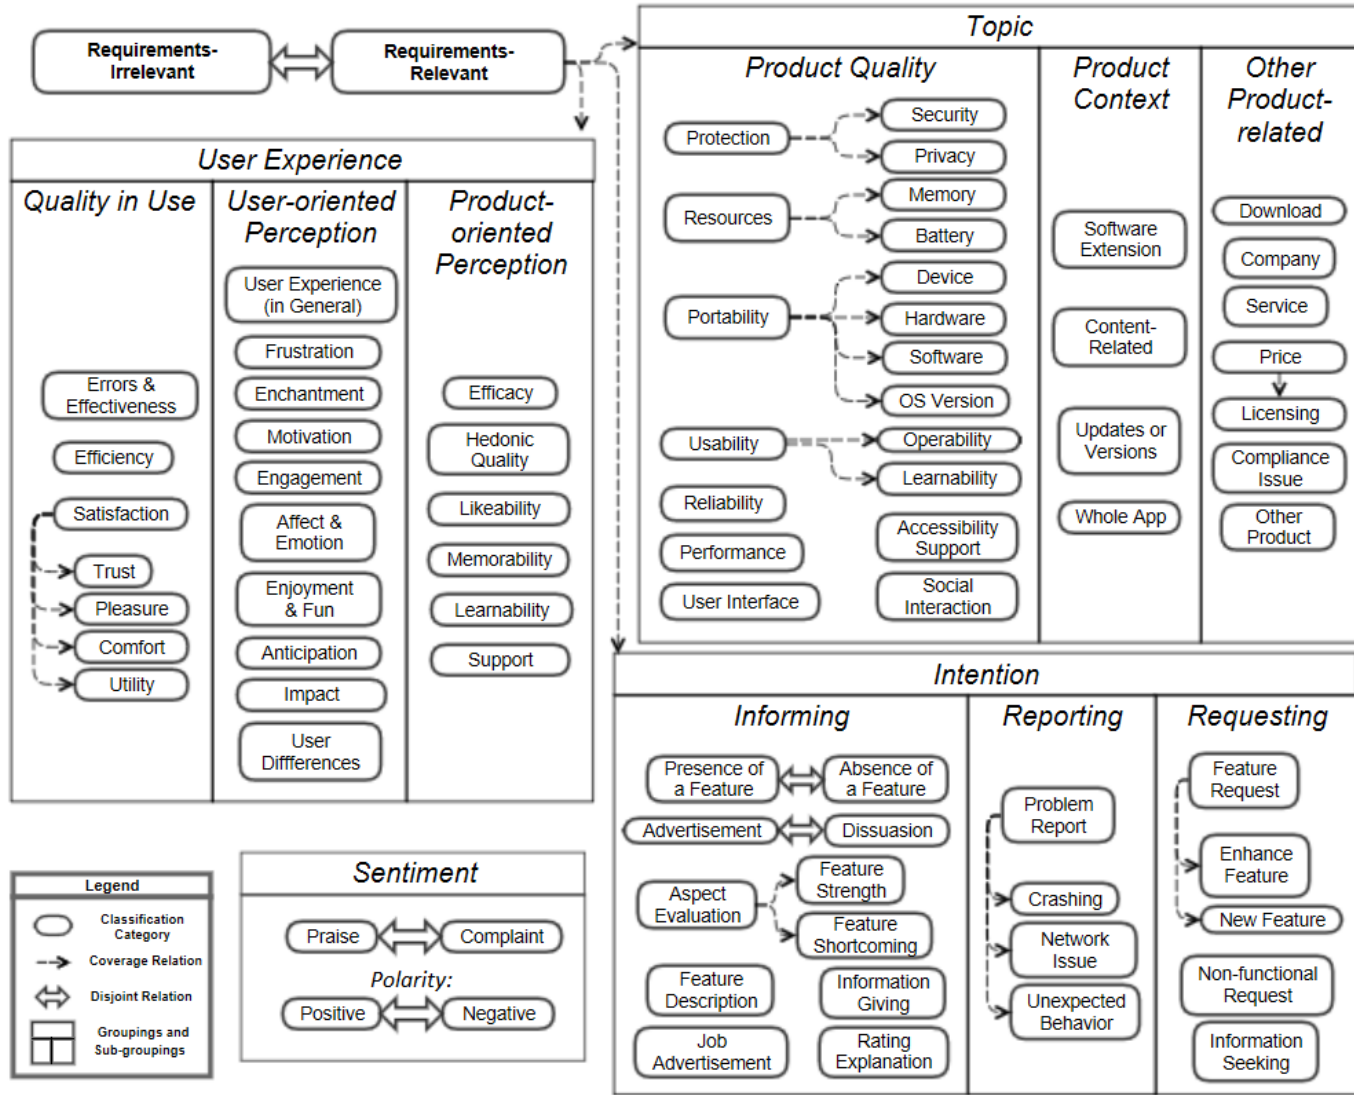 Requirements-
Irrelevant
Requirements-
Relevant
Topic
Product Quality
Product
Context
Other
Product-
related
Protection
Security
Privacy
Resources
Memory
Battery
Portability
Device
Hardware
Software
OS Version
Usability
Operability
Learnability
Reliability
Performance
User Interface
Accessibility
Support
Social
Interaction
Software
Extension
Content-
Related
Updates or
Versions
Whole App
Download
Company
Service
Price
Licensing
Compliance
Issue
Other
Product
User Experience
Quality in Use
User-oriented
Perception
Product-
oriented
Perception
Errors &
Effectiveness
Efficiency
Satisfaction
Trust
Pleasure
Comfort
Utility
User Experience
(in General)
Frustration
Enchantment
Motivation
Engagement
Affect &
Emotion
Enjoyment
& Fun
Anticipation
Impact
User
Diffferences
Efficacy
Hedonic
Quality
Likeability
Memorability
Learnability
Support
Intention
Informing
Reporting
Requesting
Presence of
a Feature
Absence of
a Feature
Advertisement
Dissuasion
Aspect
Evaluation
Feature
Strength
Feature
Shortcoming
Feature
Description
Information
Giving
Job
Advertisement
Rating
Explanation
Problem
Report
Crashing
Network
Issue
Unexpected
Behavior
Feature
Request
Enhance
Feature
New Feature
Non-functional
Request
Information
Seeking
Legend
Classification
Category
Coverage Relation
Disjoint Relation
Groupings and
Sub-groupings
Sentiment
Praise
Complaint
Polarity:
Positive
Negative